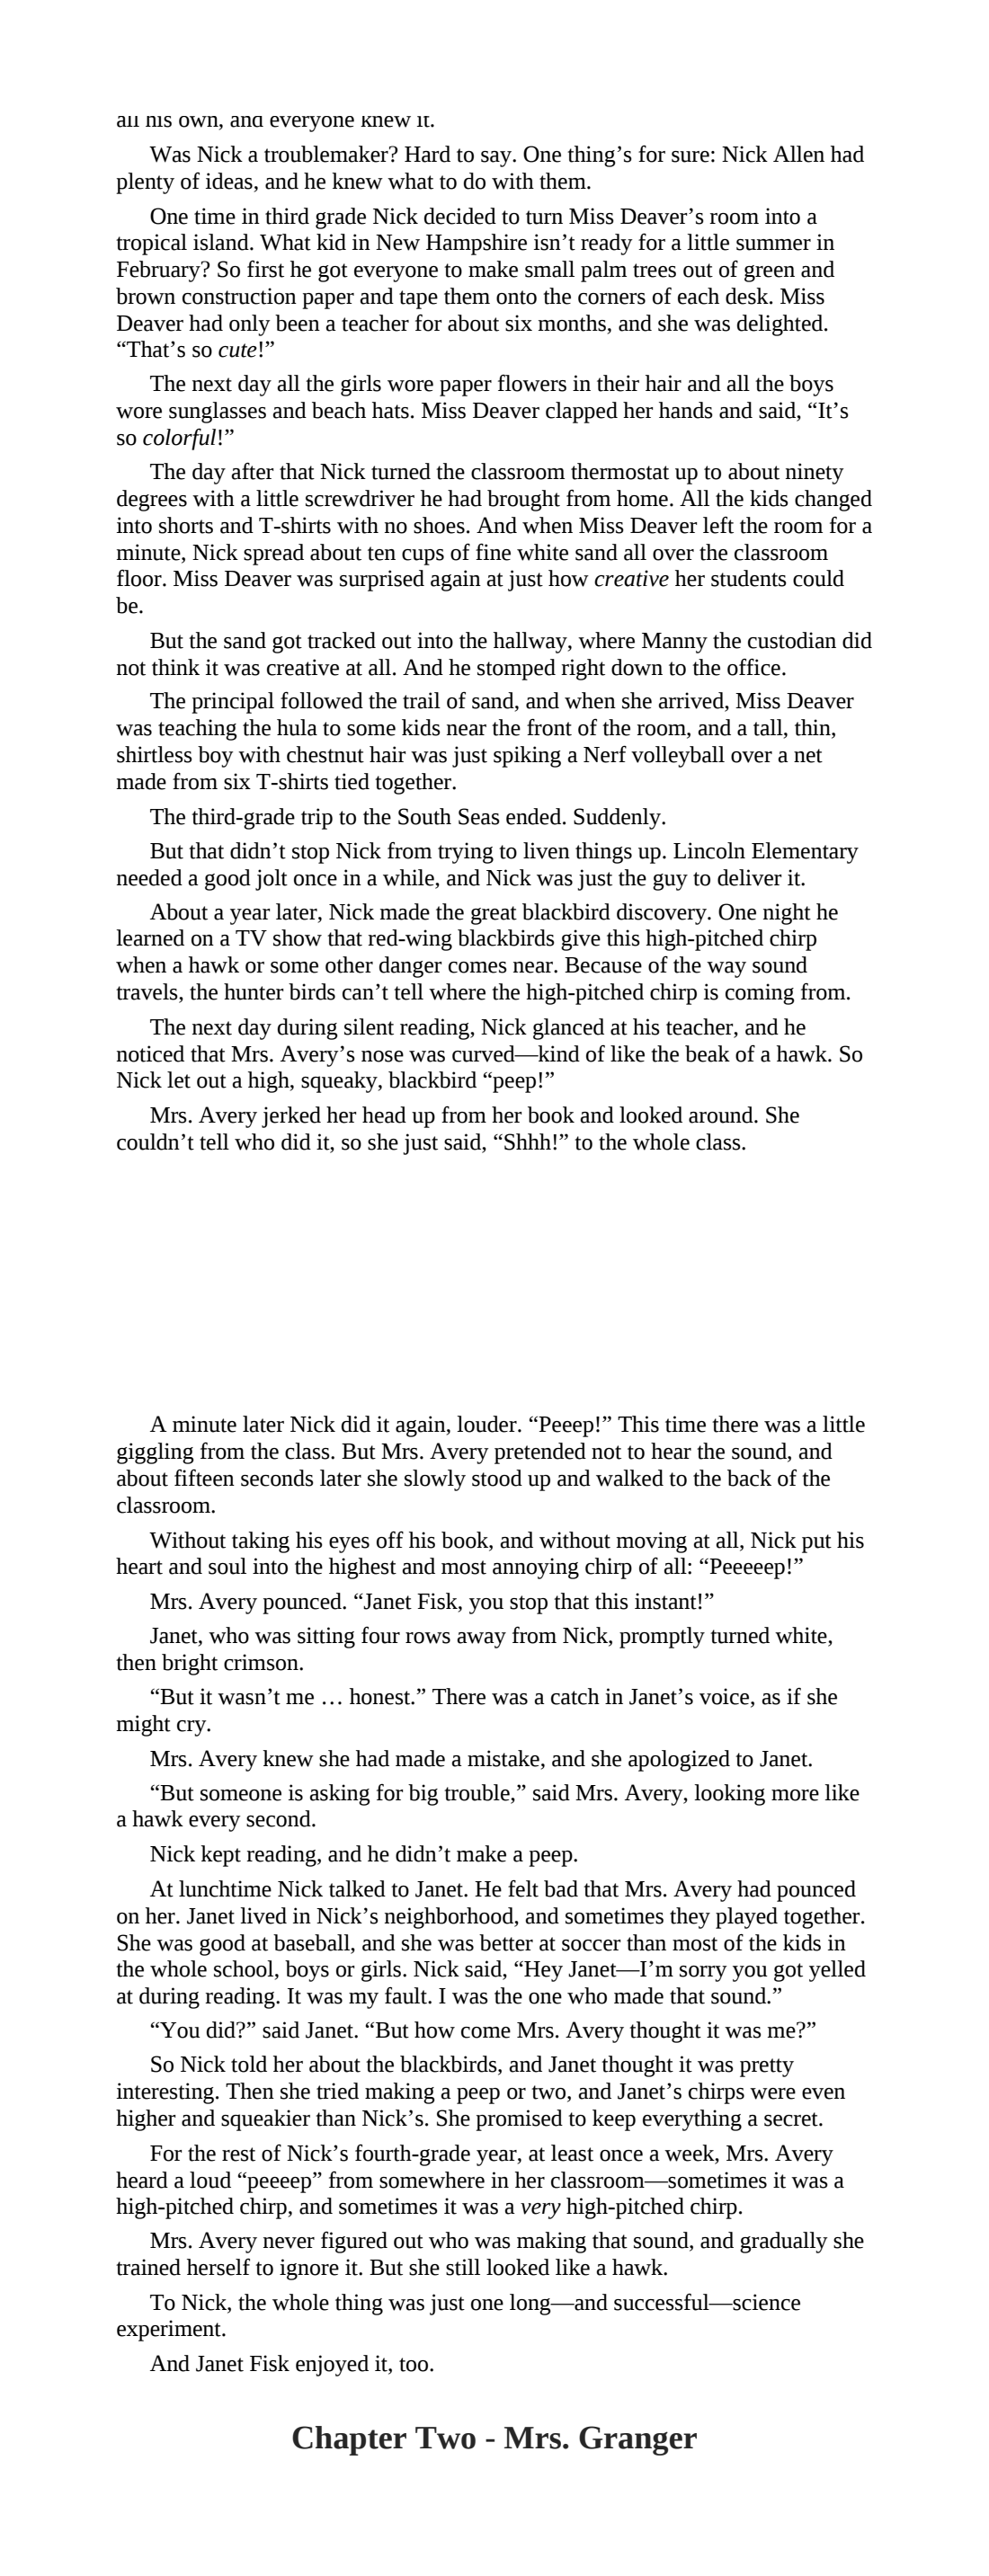 all his own, and everyone knew it.
Was Nick a troublemaker? Hard to say. One thing’s for sure: Nick Allen had
plenty of ideas, and he knew what to do with them.
One time in third grade Nick decided to turn Miss Deaver’s room into a
tropical island. What kid in New Hampshire isn’t ready for a little summer in
February? So first he got everyone to make small palm trees out of green and
brown construction paper and tape them onto the corners of each desk. Miss
Deaver had only been a teacher for about six months, and she was delighted.
“That’s so cute!”
The next day all the girls wore paper flowers in their hair and all the boys
wore sunglasses and beach hats. Miss Deaver clapped her hands and said, “It’s
so colorful!”
The day after that Nick turned the classroom thermostat up to about ninety
degrees with a little screwdriver he had brought from home. All the kids changed
into shorts and T-shirts with no shoes. And when Miss Deaver left the room for a
minute, Nick spread about ten cups of fine white sand all over the classroom
floor. Miss Deaver was surprised again at just how creative her students could
be.
But the sand got tracked out into the hallway, where Manny the custodian did
not think it was creative at all. And he stomped right down to the office.
The principal followed the trail of sand, and when she arrived, Miss Deaver
was teaching the hula to some kids near the front of the room, and a tall, thin,
shirtless boy with chestnut hair was just spiking a Nerf volleyball over a net
made from six T-shirts tied together.
The third-grade trip to the South Seas ended. Suddenly.
But that didn’t stop Nick from trying to liven things up. Lincoln Elementary
needed a good jolt once in a while, and Nick was just the guy to deliver it.
About a year later, Nick made the great blackbird discovery. One night he
learned on a TV show that red-wing blackbirds give this high-pitched chirp
when a hawk or some other danger comes near. Because of the way sound
travels, the hunter birds can’t tell where the high-pitched chirp is coming from.
The next day during silent reading, Nick glanced at his teacher, and he
noticed that Mrs. Avery’s nose was curved—kind of like the beak of a hawk. So
Nick let out a high, squeaky, blackbird “peep!”
Mrs. Avery jerked her head up from her book and looked around. She
couldn’t tell who did it, so she just said, “Shhh!” to the whole class.
A minute later Nick did it again, louder. “Peeep!” This time there was a little
giggling from the class. But Mrs. Avery pretended not to hear the sound, and
about fifteen seconds later she slowly stood up and walked to the back of the
classroom.
Without taking his eyes off his book, and without moving at all, Nick put his
heart and soul into the highest and most annoying chirp of all: “Peeeeep!”
Mrs. Avery pounced. “Janet Fisk, you stop that this instant!”
Janet, who was sitting four rows away from Nick, promptly turned white,
then bright crimson.
“But it wasn’t me … honest.” There was a catch in Janet’s voice, as if she
might cry.
Mrs. Avery knew she had made a mistake, and she apologized to Janet.
“But someone is asking for big trouble,” said Mrs. Avery, looking more like
a hawk every second.
Nick kept reading, and he didn’t make a peep.
At lunchtime Nick talked to Janet. He felt bad that Mrs. Avery had pounced
on her. Janet lived in Nick’s neighborhood, and sometimes they played together.
She was good at baseball, and she was better at soccer than most of the kids in
the whole school, boys or girls. Nick said, “Hey Janet—I’m sorry you got yelled
at during reading. It was my fault. I was the one who made that sound.”
“You did?” said Janet. “But how come Mrs. Avery thought it was me?”
So Nick told her about the blackbirds, and Janet thought it was pretty
interesting. Then she tried making a peep or two, and Janet’s chirps were even
higher and squeakier than Nick’s. She promised to keep everything a secret.
For the rest of Nick’s fourth-grade year, at least once a week, Mrs. Avery
heard a loud “peeeep” from somewhere in her classroom—sometimes it was a
high-pitched chirp, and sometimes it was a very high-pitched chirp.
Mrs. Avery never figured out who was making that sound, and gradually she
trained herself to ignore it. But she still looked like a hawk.
To Nick, the whole thing was just one long—and successful—science
experiment.
And Janet Fisk enjoyed it, too.
Chapter Two - Mrs. Granger